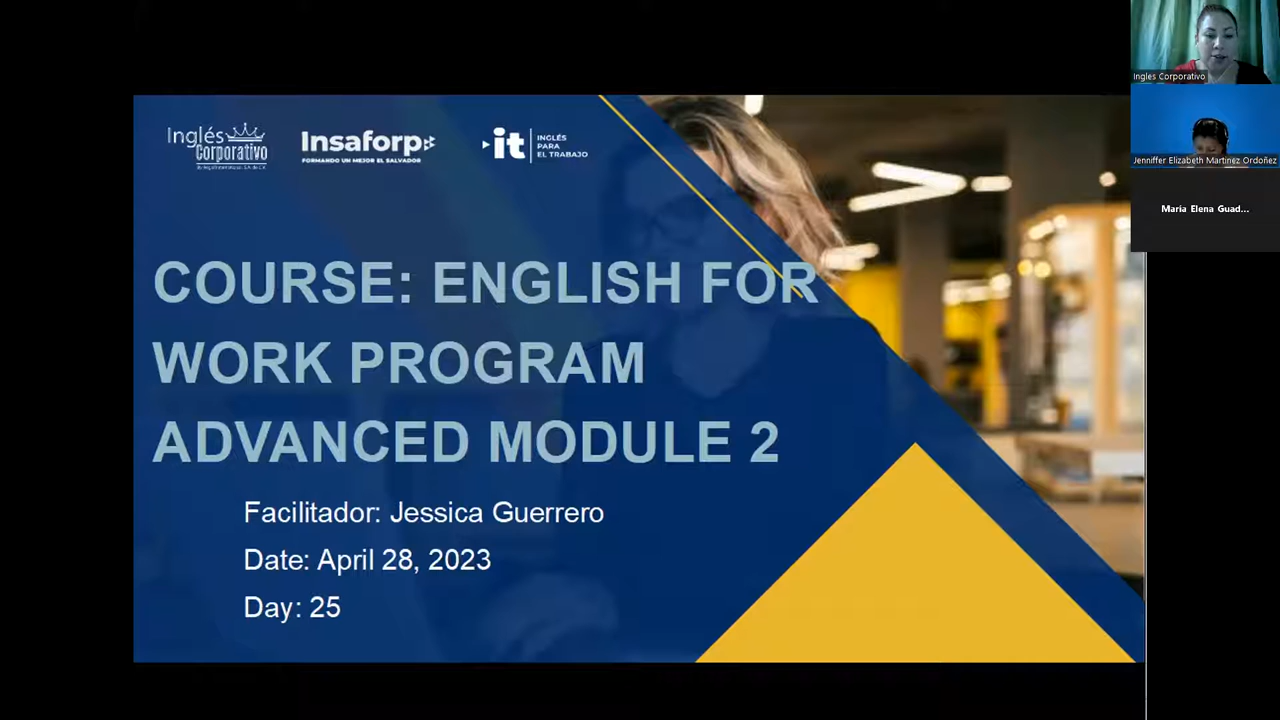 Inglés
Corporativo
Insaforp
FORMANDO UN MEJOR EL SALVADOR
it
INGLÉS
PARA
EL TRABAJO
COURSE: ENGLISH FOR
WORK PROGRAM
ADVANCED MODULE 2
Facilitador: Jessica Guerrero
Date: April 28, 2023
Day: 25
Ingles Corporativo
Jenniffer Elizabeth Martinez Ordoñez
Maria Elena Guad...